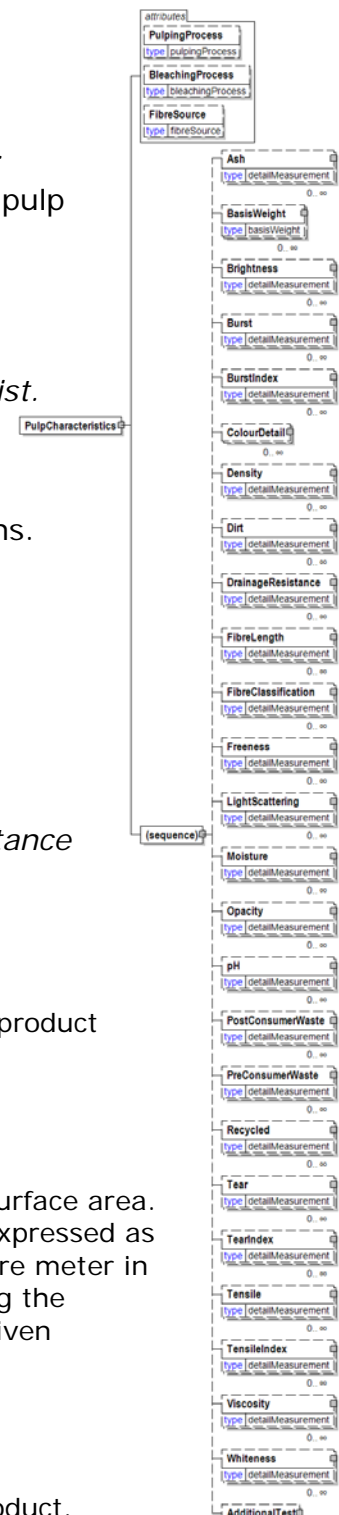 attributes
PulpingProcess
type pulpingProcess
BleachingProcess
type bleachingProcess
FibreSource
type fibreSource
pulp
ist.
PulpCharacteristics
ns.
tance
product
urface area.
expressed as
re meter in
g the
iven
oduct.
(sequence)
Ash
type detailMeasurement
0.. ∞
BasisWeight
type basisWeight
0.. ∞
Brightness
type detailMeasurement
0.. ∞
Burst
type detailMeasurement
0.. ∞
BurstIndex
type detailMeasurement
0.. ∞
ColourDetail
0.. ∞
Density
type detailMeasurement
0.. ∞
Dirt
type detailMeasurement
0.. ∞
DrainageResistance
type detailMeasurement
0.. ∞
FibreLength
type detailMeasurement
0.. ∞
FibreClassification
type detailMeasurement
0.. ∞
Freeness
type detailMeasurement
0.. ∞
LightScattering
type detailMeasurement
0.. ∞
Moisture
type detailMeasurement
0.. ∞
Opacity
type detailMeasurement
0.. ∞
pH
type detailMeasurement
0.. ∞
PostConsumerWaste
type detailMeasurement
0.. ∞
PreConsumerWaste
type detailMeasurement
0.. ∞
Recycled
type detailMeasurement
0.. ∞
Tear
type detailMeasurement
0.. ∞
TearIndex
type detailMeasurement
0.. ∞
Tensile
type detailMeasurement
0.. ∞
TensileIndex
type detailMeasurement
0.. ∞
Viscosity
type detailMeasurement
0.. ∞
Whiteness
type detailMeasurement
0.. ∞
AdditionalTest